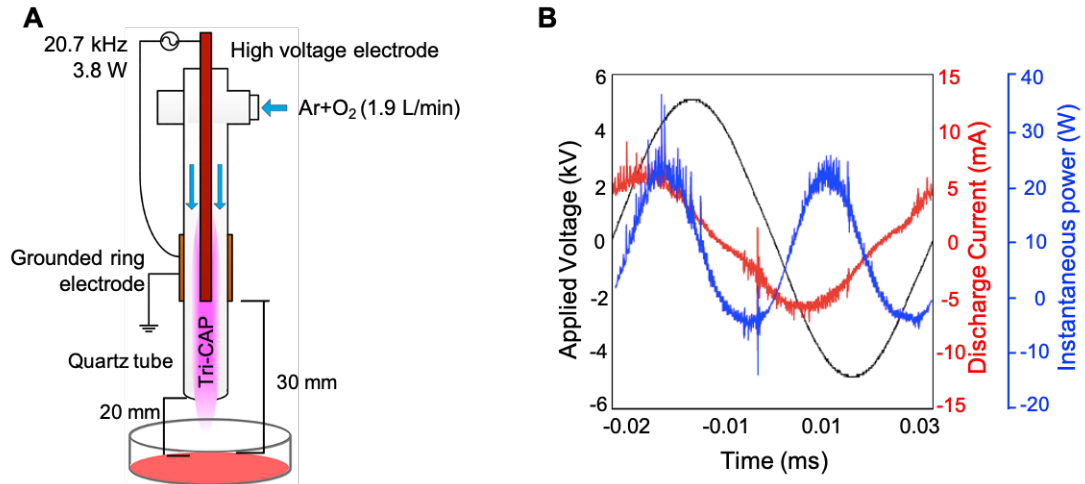 A
20.7 kHz
3.8 W
High voltage electrode
Ar+O₂ (1.9 L/min)
Grounded ring
electrode
Quartz tube
Tri-CAP
30 mm
20 mm
B
Applied Voltage (kV)
6
4
2
0
-2
-4
-6
15
10
5
0
-5
-10
-15
Discharge Current (mA)
40
30
20
10
0
-10
-20
Instantaneous power (W)
-0.02
-0.01
0.01
0.03
Time (ms)